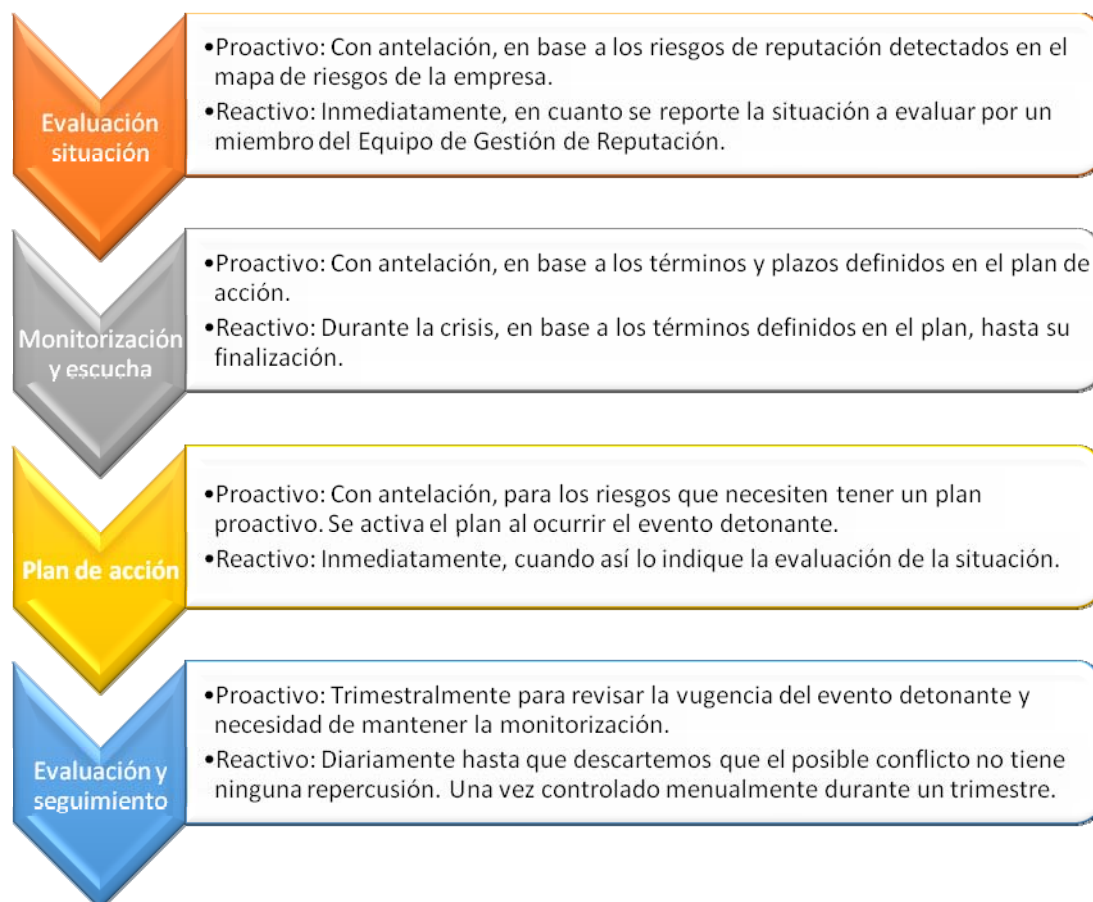 Evaluación
situación
•Proactivo: Con antelación, en base a los riesgos de reputación detectados en el
mapa de riesgos de la empresa.
•Reactivo: Inmediatamente, en cuanto se reporte la situación a evaluar por un
miembro del Equipo de Gestión de Reputación.
Monitorización
y escucha
•Proactivo: Con antelación, en base a los términos y plazos definidos en el plan de
acción.
•Reactivo: Durante la crisis, en base a los términos definidos en el plan, hasta su
finalización.
Plan de acción
•Proactivo: Con antelación, para los riesgos que necesiten tener un plan
proactivo. Se activa el plan al ocurrir el evento detonante.
•Reactivo: Inmediatamente, cuando así lo indique la evaluación de la situación.
Evaluación y
seguimiento
•Proactivo: Trimestralmente para revisar la vugencia del evento detonante y
necesidad de mantener la monitorización.
•Reactivo: Diariamente hasta que descartemos que el posible conflicto no tiene
ninguna repercusión. Una vez controlado menualmente durante un trimestre.